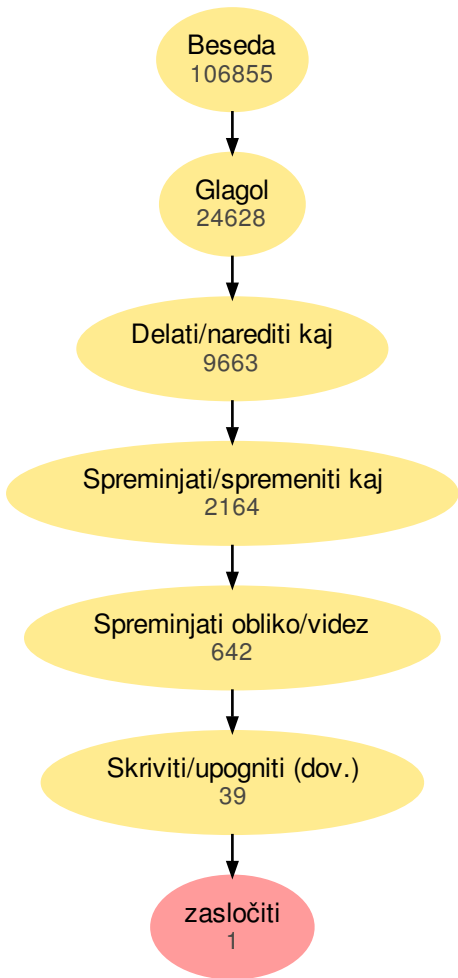 Beseda
106855
Glagol
24628
Delati/narediti kaj
9663
Spreminjati/spremeniti kaj
2164
Spreminjati obliko/videz
642
Skriviti/upogniti (dov.)
39
zasločiti
1